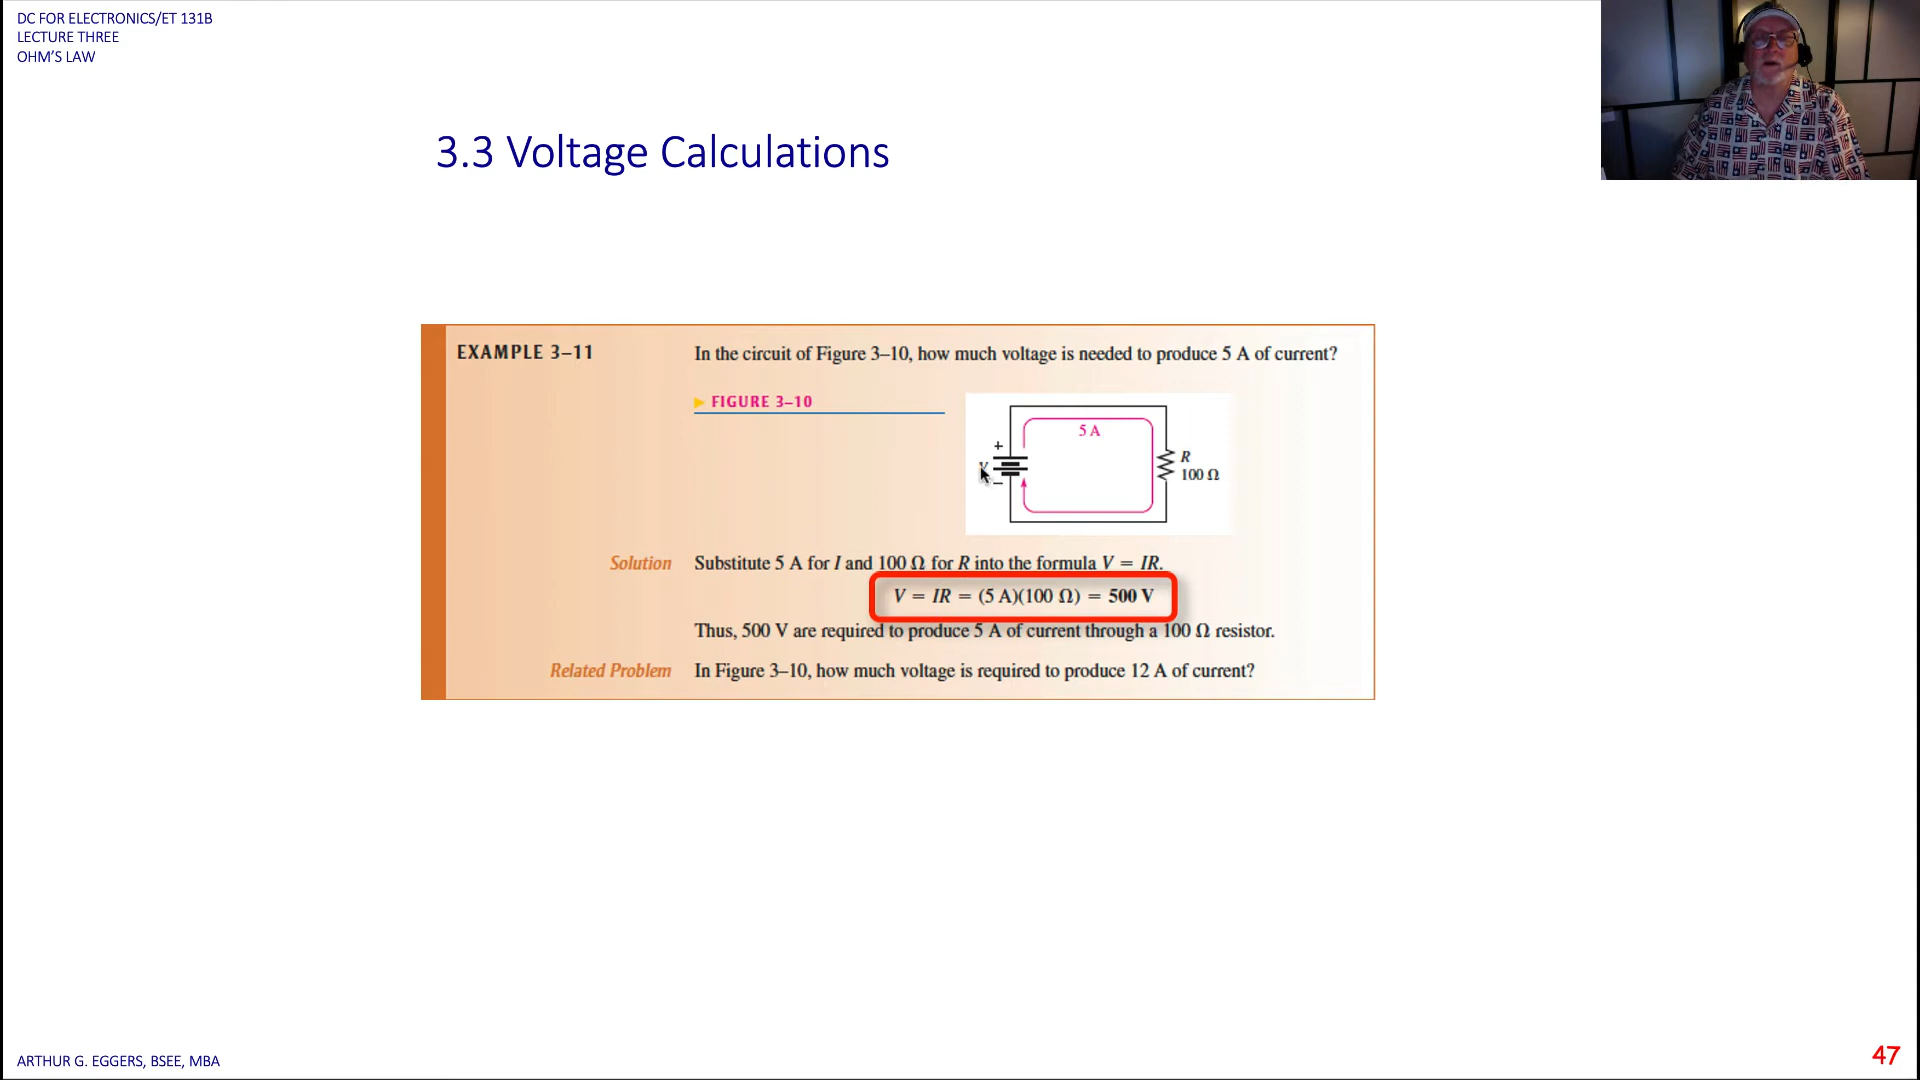 DC FOR ELECTRONICS/ET 131B
LECTURE THREE
OHM'S LAW
3.3 Voltage Calculations
EXAMPLE 3–11
In the circuit of Figure 3–10, how much voltage is needed to produce 5 A of current?
▶ FIGURE 3–10
5 A
+
V
–
R
100 Ω
Solution Substitute 5 A for I and 100 Ω for R into the formula V = IR.
V = IR = (5 A)(100 Ω) = 500 V
Thus, 500 V are required to produce 5 A of current through a 100 Ω resistor.
Related Problem In Figure 3–10, how much voltage is required to produce 12 A of current?
ARTHUR G. EGGERS, BSEE, MBA
47